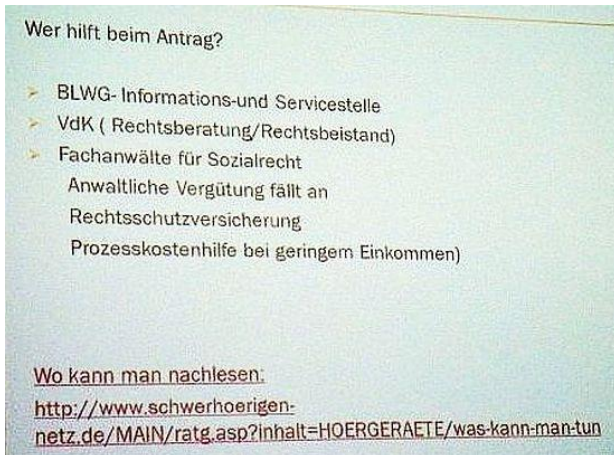 Wer hilft beim Antrag?
BLWG- Informations-und Servicestelle
VdK ( Rechtsberatung/Rechtsbeistand)
Fachanwälte für Sozialrecht
Anwaltliche Vergütung fällt an
Rechtsschutzversicherung
Prozesskostenhilfe bei geringem Einkommen)
Wo kann man nachlesen:
http://www.schwerhoerigen-
netz.de/MAIN/ratg.asp?inhalt=HOERGERAETE/was-kann-man-tun